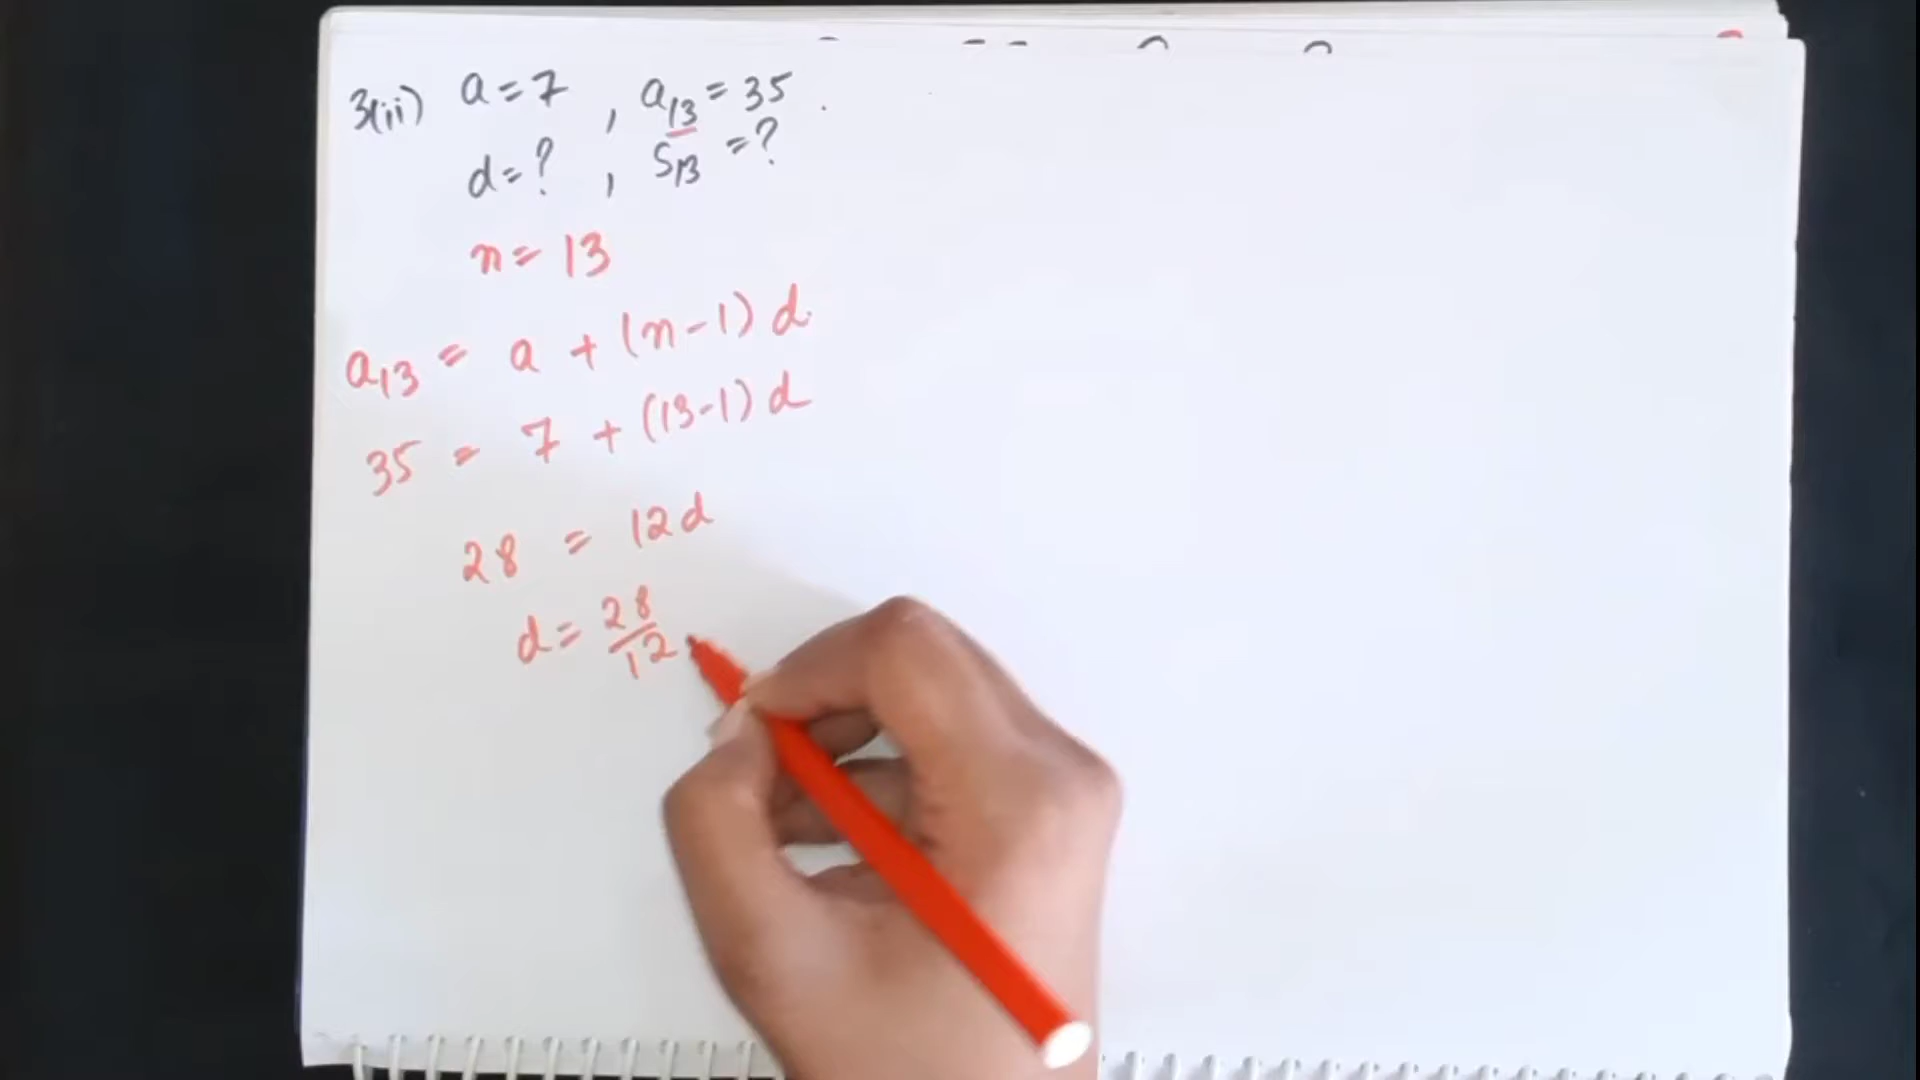 3(ii) a=7 , a₁₃=35 .
d=? , S₁₃ =?
n= 13
a₁₃ = a + (n-1) d.
35 = 7 + (13-1) d
28 = 12d
d= 28/12